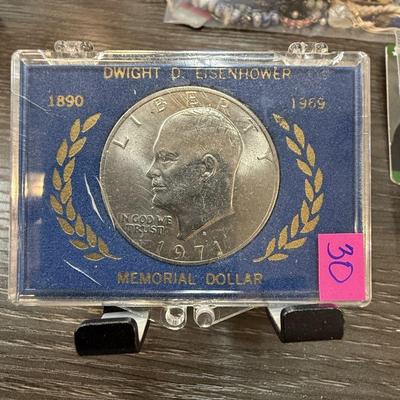 DWIGHT D. EISENHOWER
1890
1969
LIBERTY
IN GOD WE
TRUST
1971
MEMORIAL DOLLAR
30